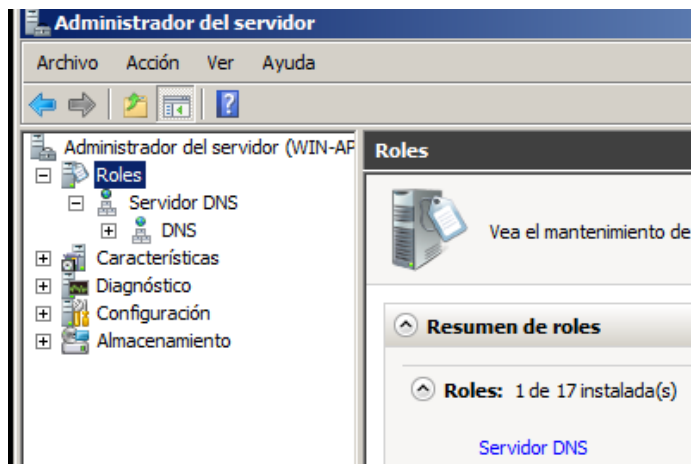 Administrador del servidor
Archivo Acción Ver Ayuda
Administrador del servidor (WIN-AP
Roles
Servidor DNS
DNS
Características
Diagnóstico
Configuración
Almacenamiento
Roles
Vea el mantenimiento de
Resumen de roles
Roles: 1 de 17 instalada(s)
Servidor DNS